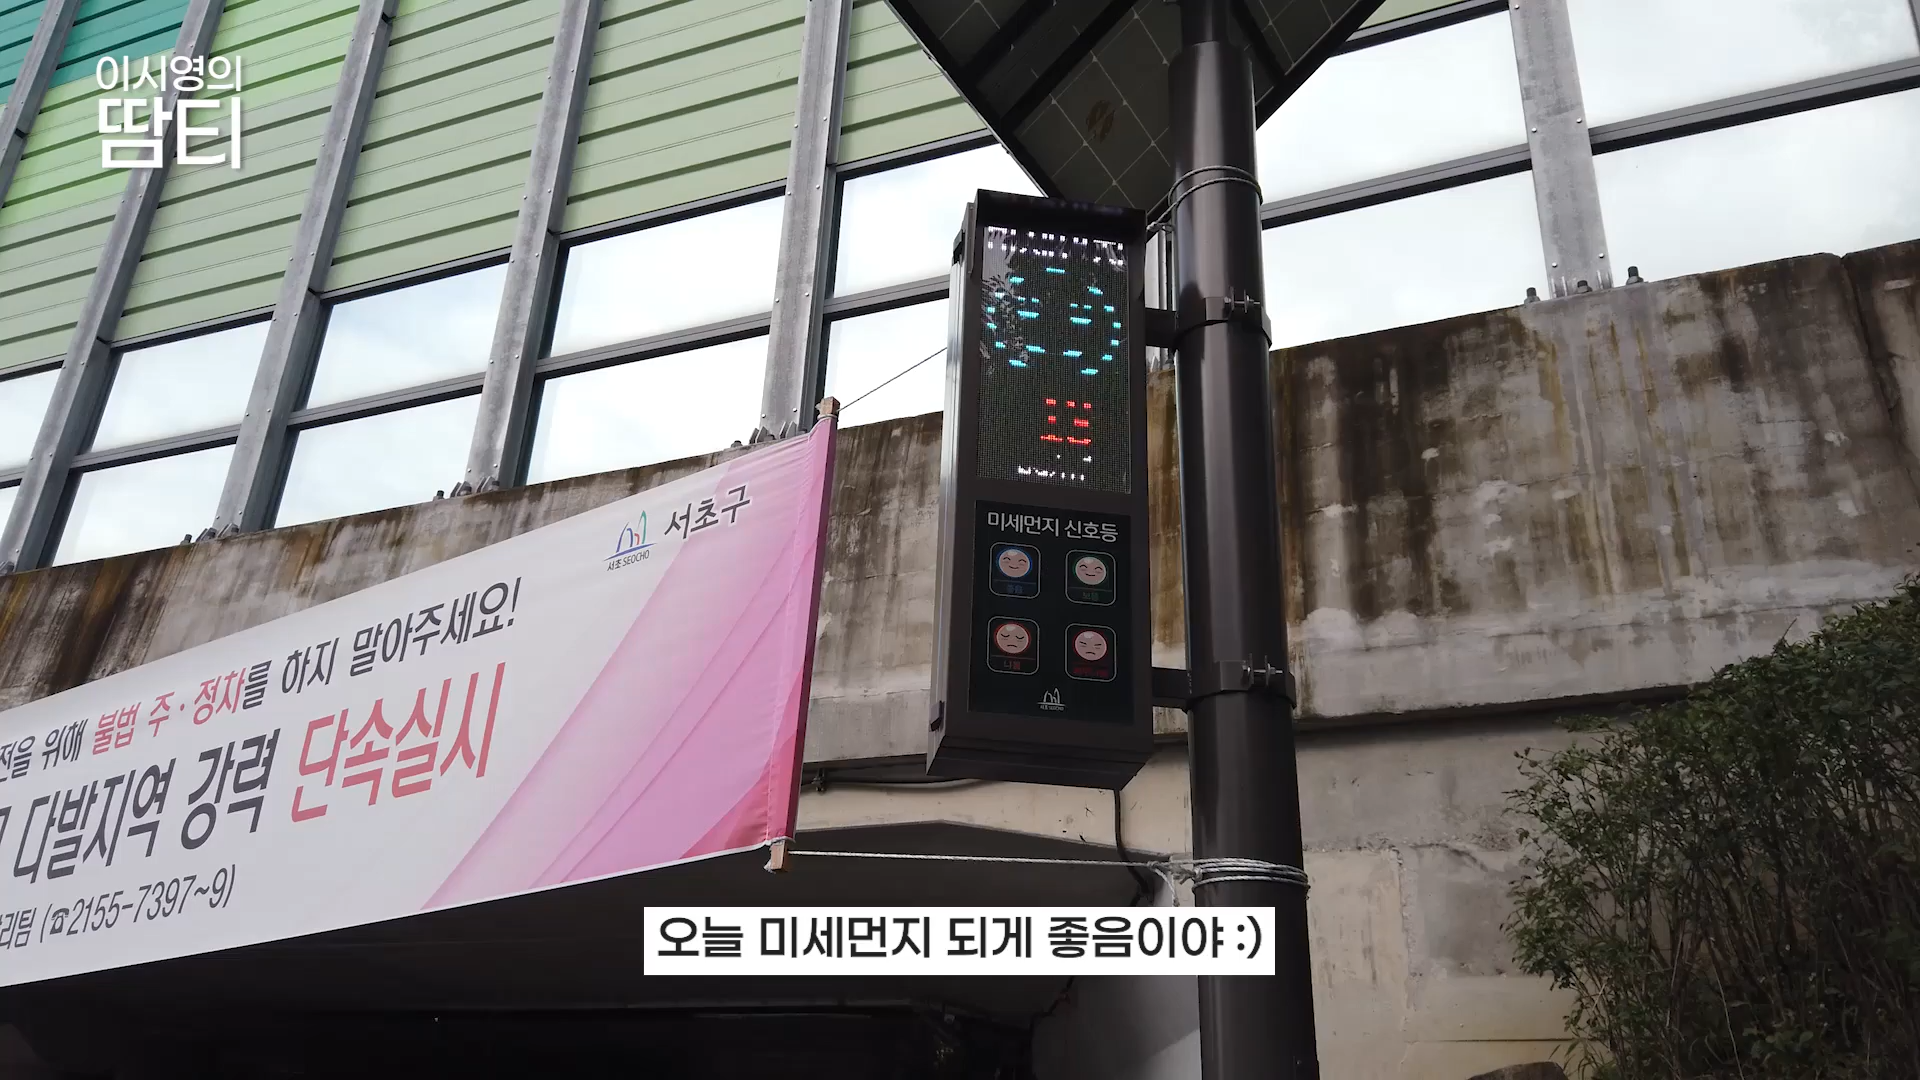 이시영의
땀티
서초구
서초 SEOCHO
전을 위해 불법 주·정차를 하지 말아주세요!
다발지역 강력 단속실시
리팀 (☎2155-7397~9)
미세먼지 신호등
좋음
보통
나쁨
오늘 미세먼지 되게 좋음이야 :)